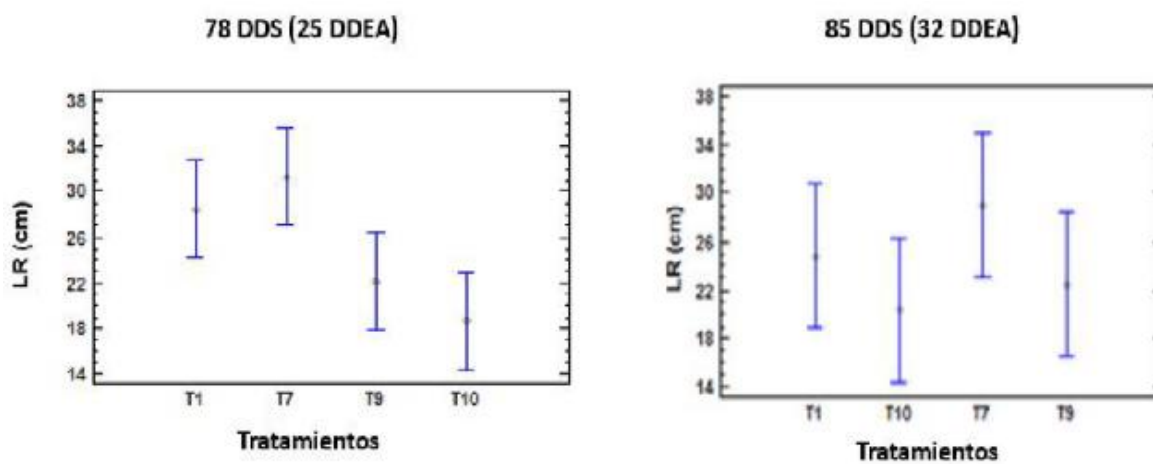 78 DDS (25 DDEA)
38
34
30
26
22
18
14
LR (cm)
T1 T7 T9 T10
Tratamientos
85 DDS (32 DDEA)
38
34
30
26
22
18
14
LR (cm)
T1 T10 T7 T9
Tratamientos